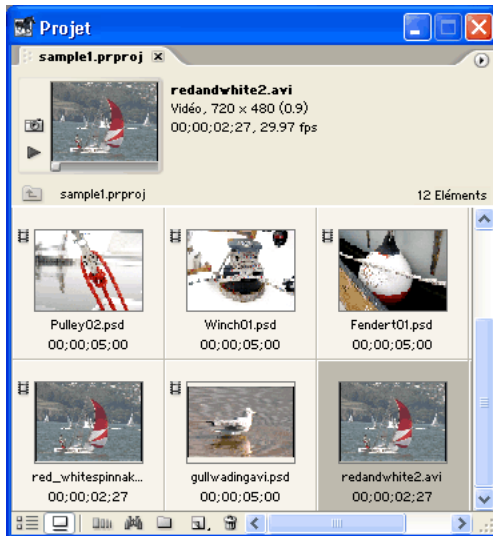 Projet
sample1.prproj
redandwhite2.avi
Vidéo, 720 x 480 (0.9)
00;00;02;27, 29.97 fps
sample1.prproj
12 Eléments
Pulley02.psd
Winch01.psd
Fendert01.psd
00;00;05;00
00;00;05;00
00;00;05;00
red_whitespinnak...
gullwadingavi.psd
redandwhite2.avi
00;00;02;27
00;00;05;00
00;00;02;27